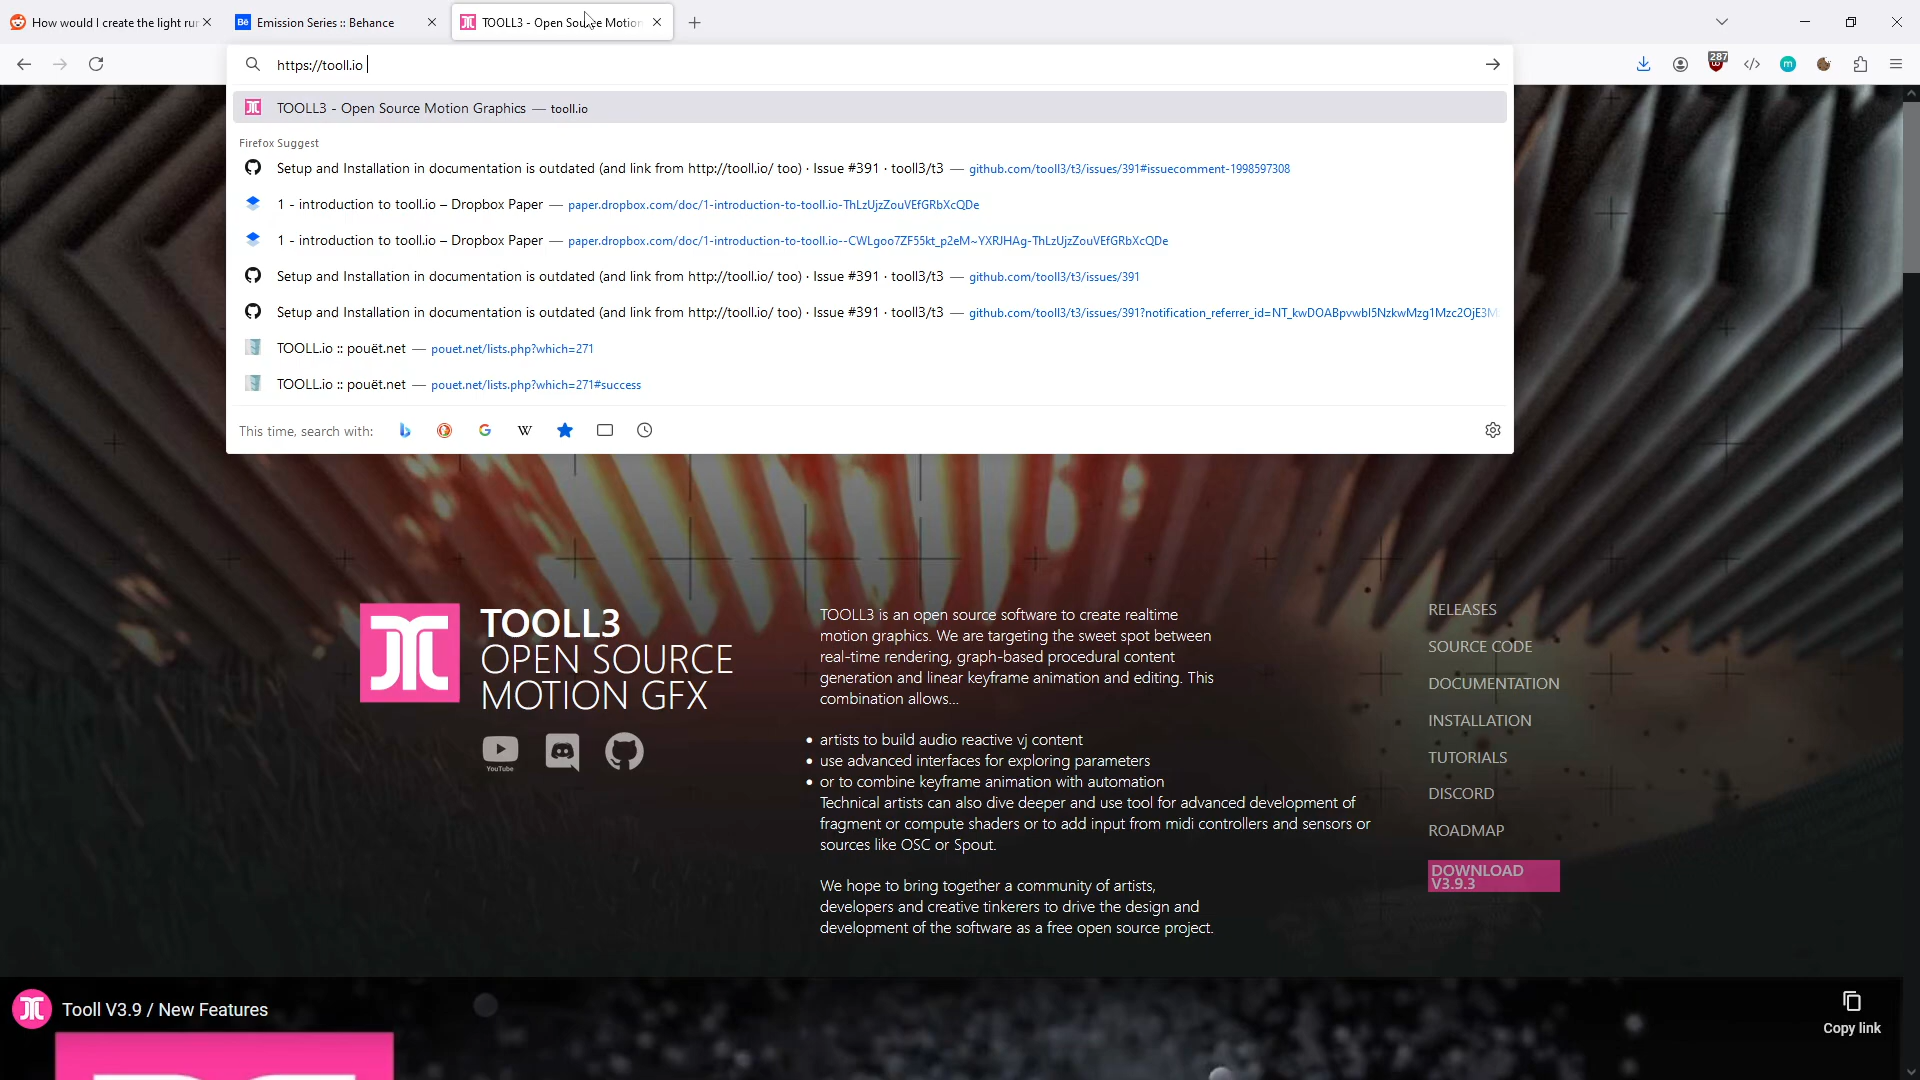 How would I create the light ru
Emission Series :: Behance
TOOLL3 - Open Source Motion
https://tooll.io
287
TOOLL3 - Open Source Motion Graphics — tooll.io
Firefox Suggest
Setup and Installation in documentation is outdated (and link from http://tooll.io/ too) · Issue #391 · tooll3/t3 — github.com/tooll3/t3/issues/391#issuecomment-1998597308
1 - introduction to tooll.io – Dropbox Paper — paper.dropbox.com/doc/1-introduction-to-tooll.io-ThLzUjzZouVEfGRbXcQDe
1 - introduction to tooll.io – Dropbox Paper — paper.dropbox.com/doc/1-introduction-to-tooll.io--CWLgoo7ZF55kt_p2eM~YXRJHAg-ThLzUjzZouVEfGRbXcQDe
Setup and Installation in documentation is outdated (and link from http://tooll.io/ too) · Issue #391 · tooll3/t3 — github.com/tooll3/t3/issues/391
Setup and Installation in documentation is outdated (and link from http://tooll.io/ too) · Issue #391 · tooll3/t3 — github.com/tooll3/t3/issues/391?notification_referrer_id=NT_kwDOABpvwbI5NzkwMzg1Mzc2OjE3M
TOOLL.io :: pouët.net — pouet.net/lists.php?which=271
TOOLL.io :: pouët.net — pouet.net/lists.php?which=271#success
This time, search with:
TOOLL3
OPEN SOURCE
MOTION GFX
YouTube
TOOLL3 is an open source software to create realtime
motion graphics. We are targeting the sweet spot between
real-time rendering, graph-based procedural content
generation and linear keyframe animation and editing. This
combination allows...
• artists to build audio reactive vj content
• use advanced interfaces for exploring parameters
• or to combine keyframe animation with automation
Technical artists can also dive deeper and use tool for advanced development of
fragment or compute shaders or to add input from midi controllers and sensors or
sources like OSC or Spout.
We hope to bring together a community of artists,
developers and creative tinkerers to drive the design and
development of the software as a free open source project.
RELEASES
SOURCE CODE
DOCUMENTATION
INSTALLATION
TUTORIALS
DISCORD
ROADMAP
DOWNLOAD
V3.9.3
Tooll V3.9 / New Features
Copy link